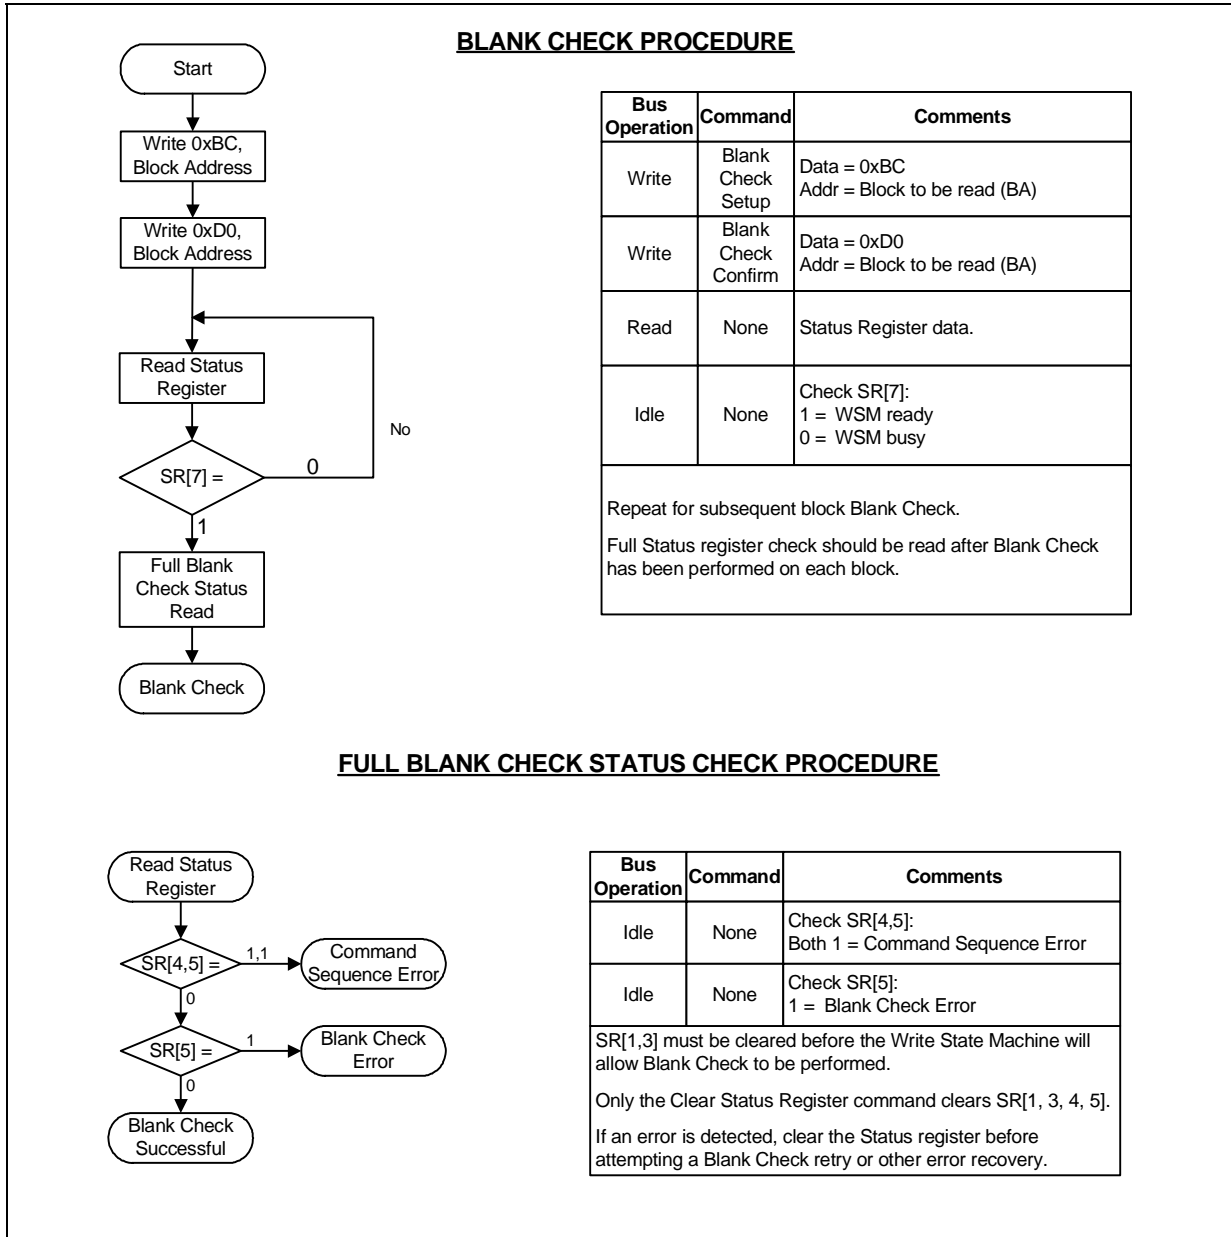 BLANK CHECK PROCEDURE
Start
Write 0xBC,
Block Address
Write 0xD0,
Block Address
Read Status
Register
No
SR[7] =
0
1
Full Blank
Check Status
Read
Blank Check
Bus
Operation
Command
Comments
Write
Blank
Check
Setup
Data = 0xBC
Addr = Block to be read (BA)
Write
Blank
Check
Confirm
Data = 0xD0
Addr = Block to be read (BA)
Read
None
Status Register data.
Idle
None
Check SR[7]:
1 = WSM ready
0 = WSM busy
Repeat for subsequent block Blank Check.
Full Status register check should be read after Blank Check
has been performed on each block.
FULL BLANK CHECK STATUS CHECK PROCEDURE
Read Status
Register
SR[4,5] =
1,1
Command
Sequence Error
0
SR[5] =
1
Blank Check
Error
0
Blank Check
Successful
Bus
Operation
Command
Comments
Idle
None
Check SR[4,5]:
Both 1 = Command Sequence Error
Idle
None
Check SR[5]:
1 = Blank Check Error
SR[1,3] must be cleared before the Write State Machine will
allow Blank Check to be performed.
Only the Clear Status Register command clears SR[1, 3, 4, 5].
If an error is detected, clear the Status register before
attempting a Blank Check retry or other error recovery.